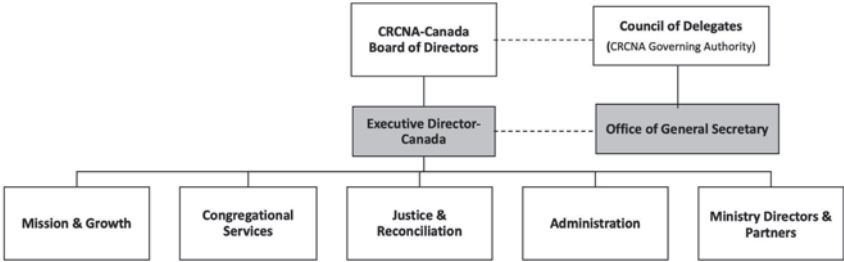 CRCNA-Canada
Board of Directors
Council of Delegates
(CRCNA Governing Authority)
Executive Director-
Canada
Office of General Secretary
Mission & Growth
Congregational
Services
Justice &
Reconciliation
Administration
Ministry Directors &
Partners